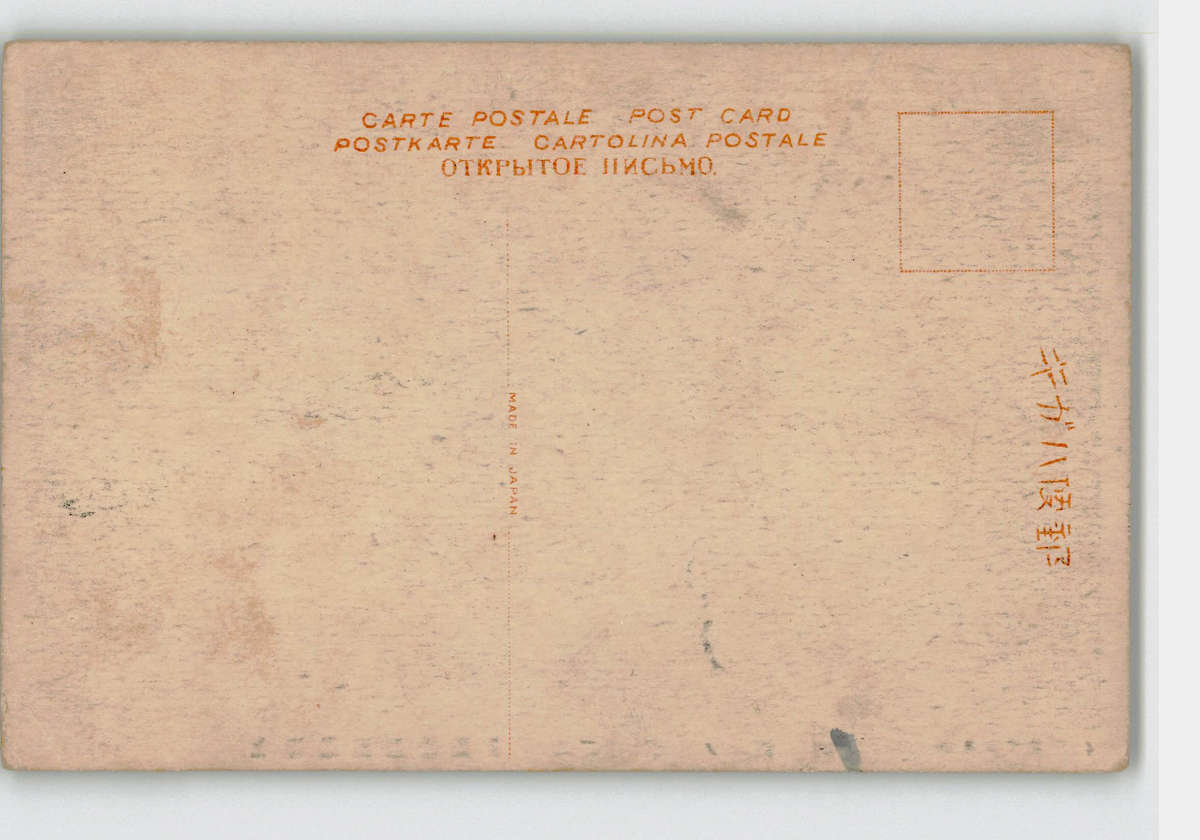 CARTE POSTALE POST CARD
POSTKARTE CARTOLINA POSTALE
ОТКРЫТОЕ ПИСЬМО.
MADE IN JAPAN
郵便ハガキ